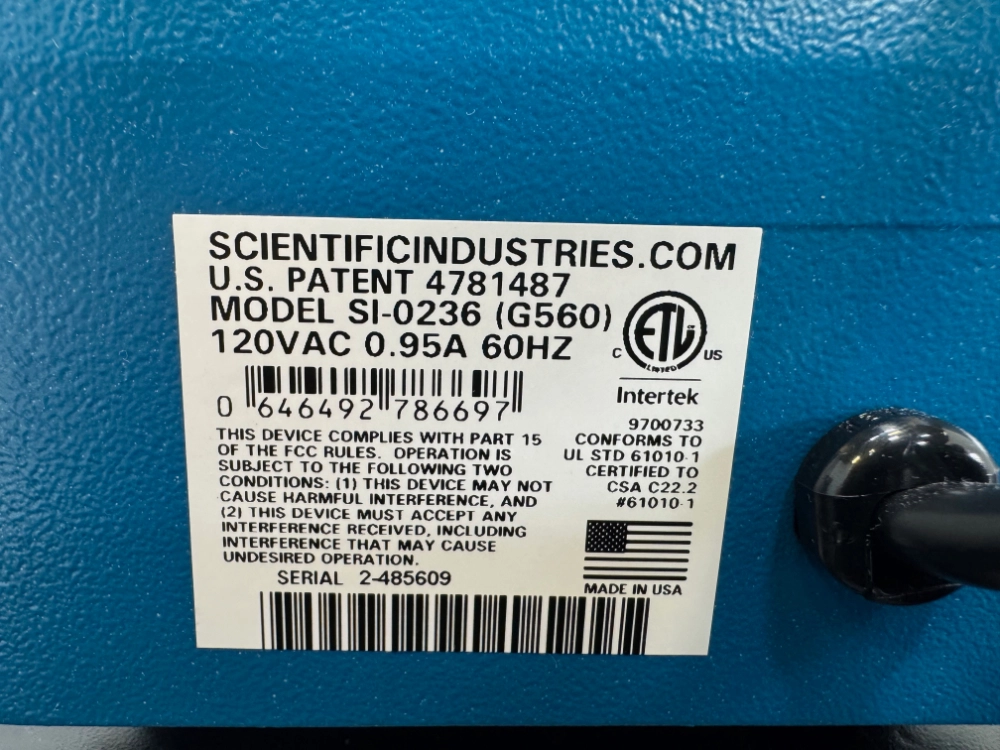 SCIENTIFICINDUSTRIES.COM
U.S. PATENT 4781487
MODEL SI-0236 (G560)
120VAC 0.95A 60HZ
C ETL US
LISTED
Intertek
0 646492 786697
9700733
CONFORMS TO
UL STD 61010-1
CERTIFIED TO
CSA C22.2
#61010-1
THIS DEVICE COMPLIES WITH PART 15
OF THE FCC RULES. OPERATION IS
SUBJECT TO THE FOLLOWING TWO
CONDITIONS: (1) THIS DEVICE MAY NOT
CAUSE HARMFUL INTERFERENCE, AND
(2) THIS DEVICE MUST ACCEPT ANY
INTERFERENCE RECEIVED, INCLUDING
INTERFERENCE THAT MAY CAUSE
UNDESIRED OPERATION.
SERIAL 2-485609
MADE IN USA